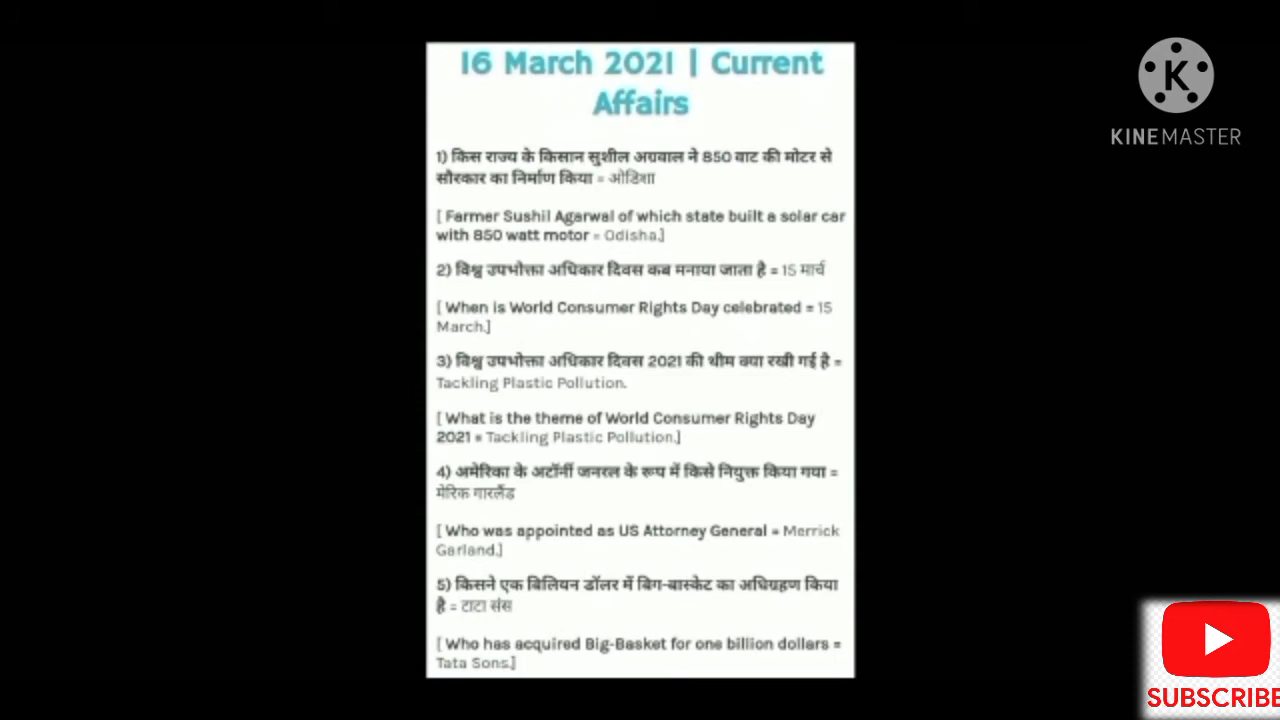 16 March 2021 | Current
Affairs
1) किस राज्य के किसान सुशील अग्रवाल ने 850 वाट की मोटर से
सौरकार का निर्माण किया = ओडिशा
[ Farmer Sushil Agarwal of which state built a solar car
with 850 watt motor = Odisha.]
2) विश्व उपभोक्ता अधिकार दिवस कब मनाया जाता है = 15 मार्च
[ When is World Consumer Rights Day celebrated = 15
March.]
3) विश्व उपभोक्ता अधिकार दिवस 2021 की थीम क्या रखी गई है =
Tackling Plastic Pollution.
[ What is the theme of World Consumer Rights Day
2021 = Tackling Plastic Pollution.]
4) अमेरिका के अटॉर्नी जनरल के रूप में किसे नियुक्त किया गया =
मेरिक गारलैंड
[ Who was appointed as US Attorney General = Merrick
Garland.]
5) किसने एक बिलियन डॉलर में बिग-बास्केट का अधिग्रहण किया
है = टाटा संस
[ Who has acquired Big-Basket for one billion dollars =
Tata Sons.]
K
KINEMASTER
SUBSCRIBE